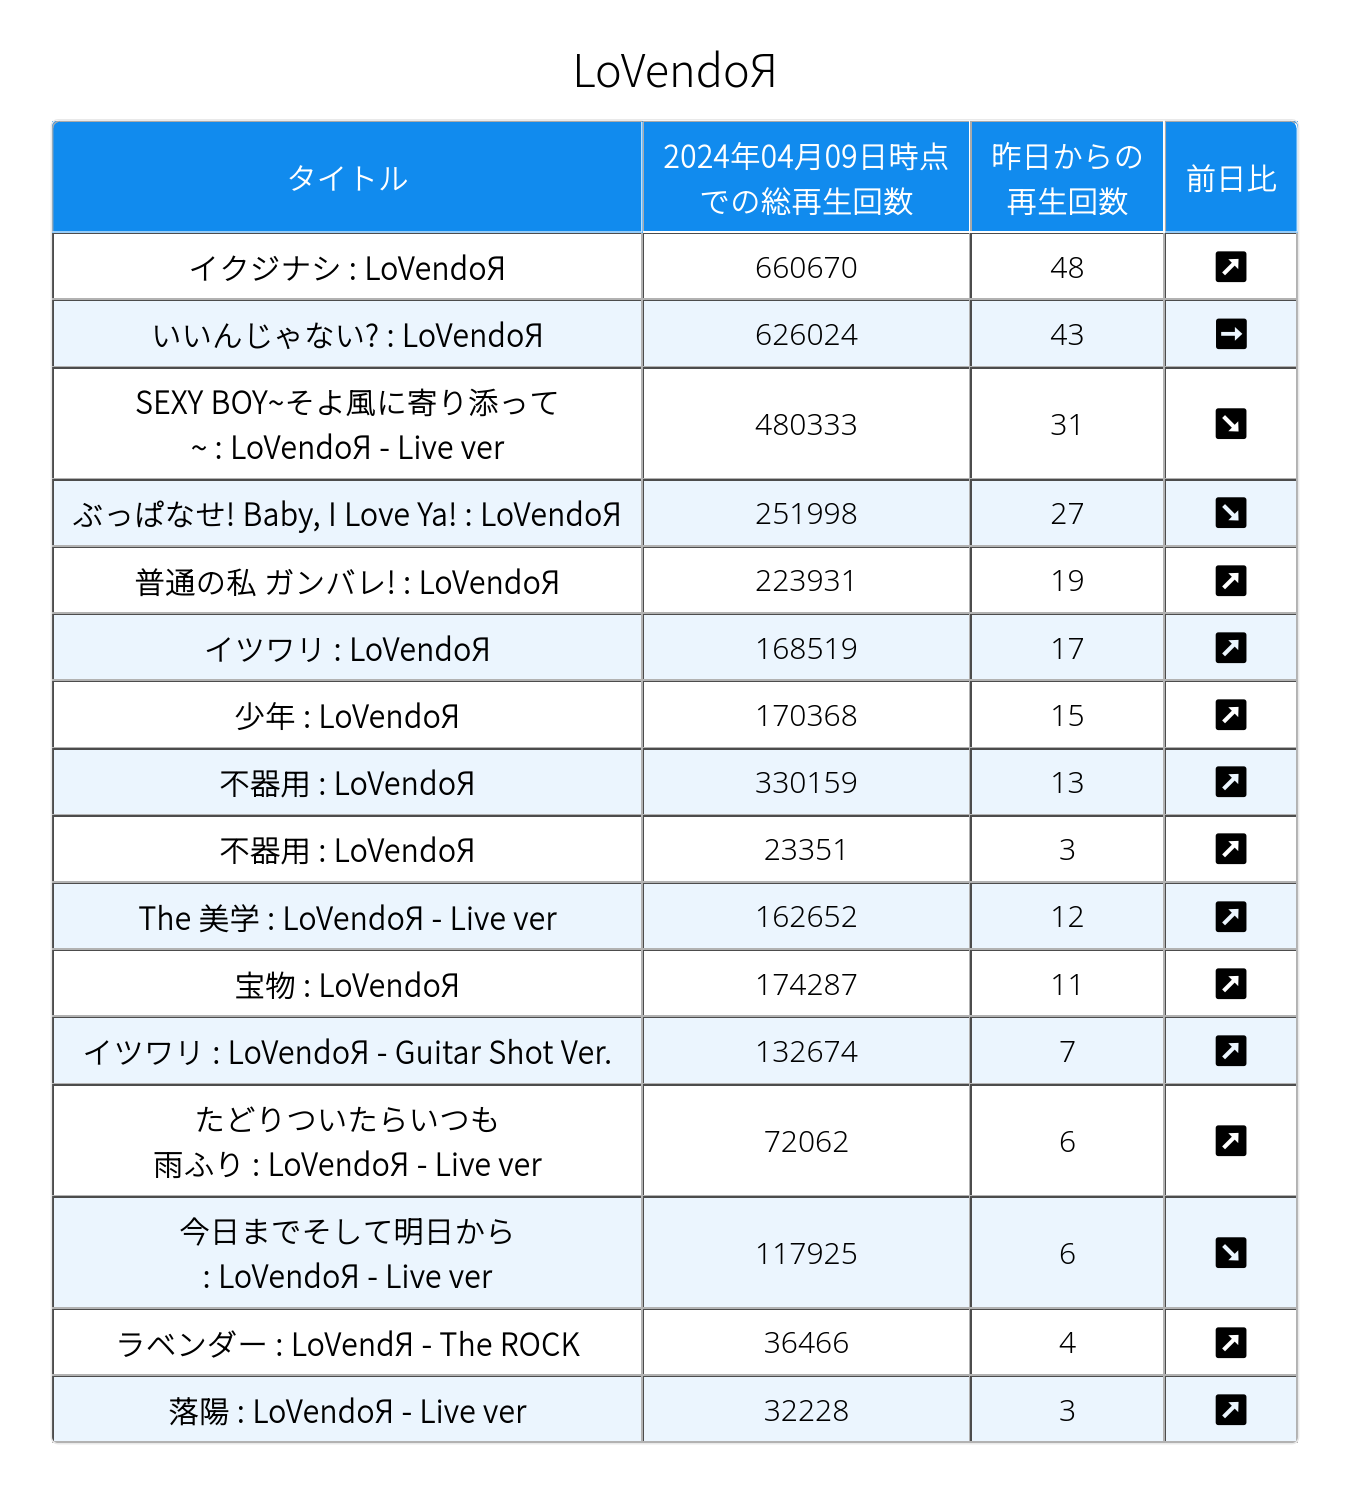 LoVendoЯ
タイトル
2024年04月09日時点
での総再生回数
昨日からの
再生回数
前日比
イクジナシ : LoVendoЯ
660670
48
いいんじゃない? : LoVendoЯ
626024
43
SEXY BOY~そよ風に寄り添って
~ : LoVendoЯ - Live ver
480333
31
ぶっぱなせ! Baby, I Love Ya! : LoVendoЯ
251998
27
普通の私 ガンバレ! : LoVendoЯ
223931
19
イツワリ : LoVendoЯ
168519
17
少年 : LoVendoЯ
170368
15
不器用 : LoVendoЯ
330159
13
不器用 : LoVendoЯ
23351
3
The 美学 : LoVendoЯ - Live ver
162652
12
宝物 : LoVendoЯ
174287
11
イツワリ : LoVendoЯ - Guitar Shot Ver.
132674
7
たどりついたらいつも
雨ふり : LoVendoЯ - Live ver
72062
6
今日までそして明日から
: LoVendoЯ - Live ver
117925
6
ラベンダー : LoVendЯ - The ROCK
36466
4
落陽 : LoVendoЯ - Live ver
32228
3